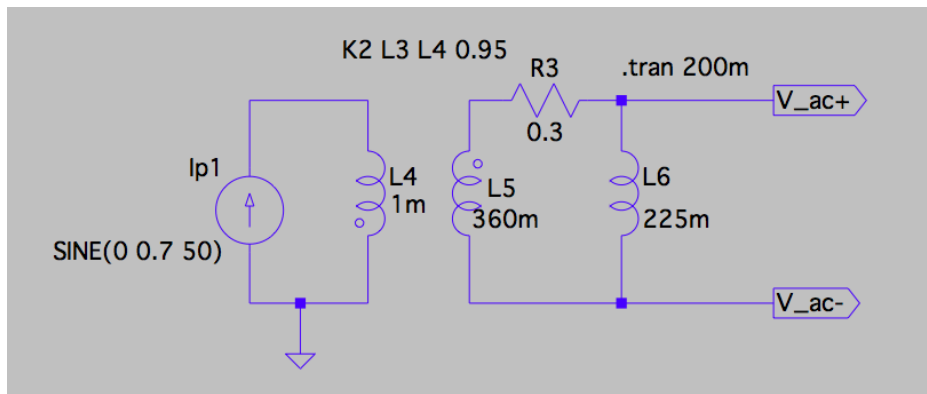 K2 L3 L4 0.95
R3
.tran 200m
V_ac+
0.3
Ip1
L4
1m
L5
360m
L6
225m
SINE(0 0.7 50)
V_ac-